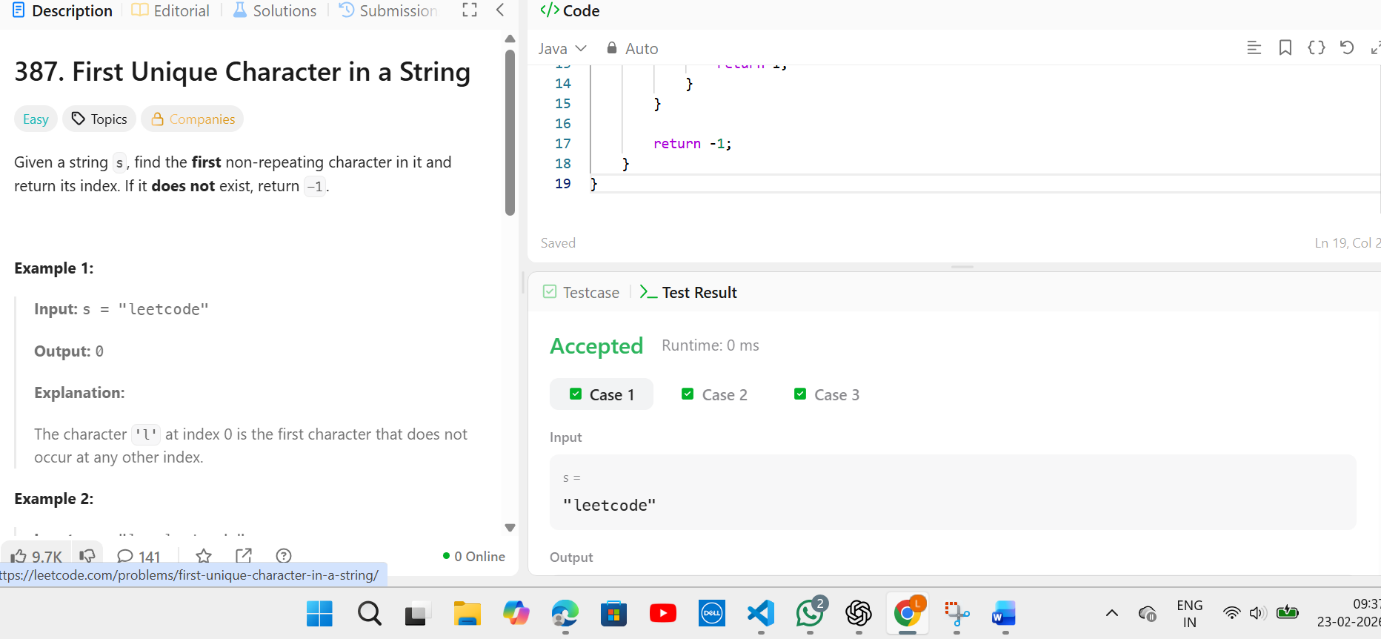 Description
Editorial
Solutions
Submission
387. First Unique Character in a String
Easy
Topics
Companies
Given a string s, find the first non-repeating character in it and
return its index. If it does not exist, return -1.
Example 1:
Input: s = "leetcode"
Output: 0
Explanation:
The character 'l' at index 0 is the first character that does not
occur at any other index.
Example 2:
9.7K
141
0 Online
ttps://leetcode.com/problems/first-unique-character-in-a-string/
</> Code
Java
Auto
14 }
15 }
16
17 return -1;
18 }
19 }
Saved
Ln 19, Col 2
Testcase
Test Result
Accepted
Runtime: 0 ms
Case 1
Case 2
Case 3
Input
s =
"leetcode"
Output
DELL
2
L
W
ENG
IN
09:37
23-02-2026